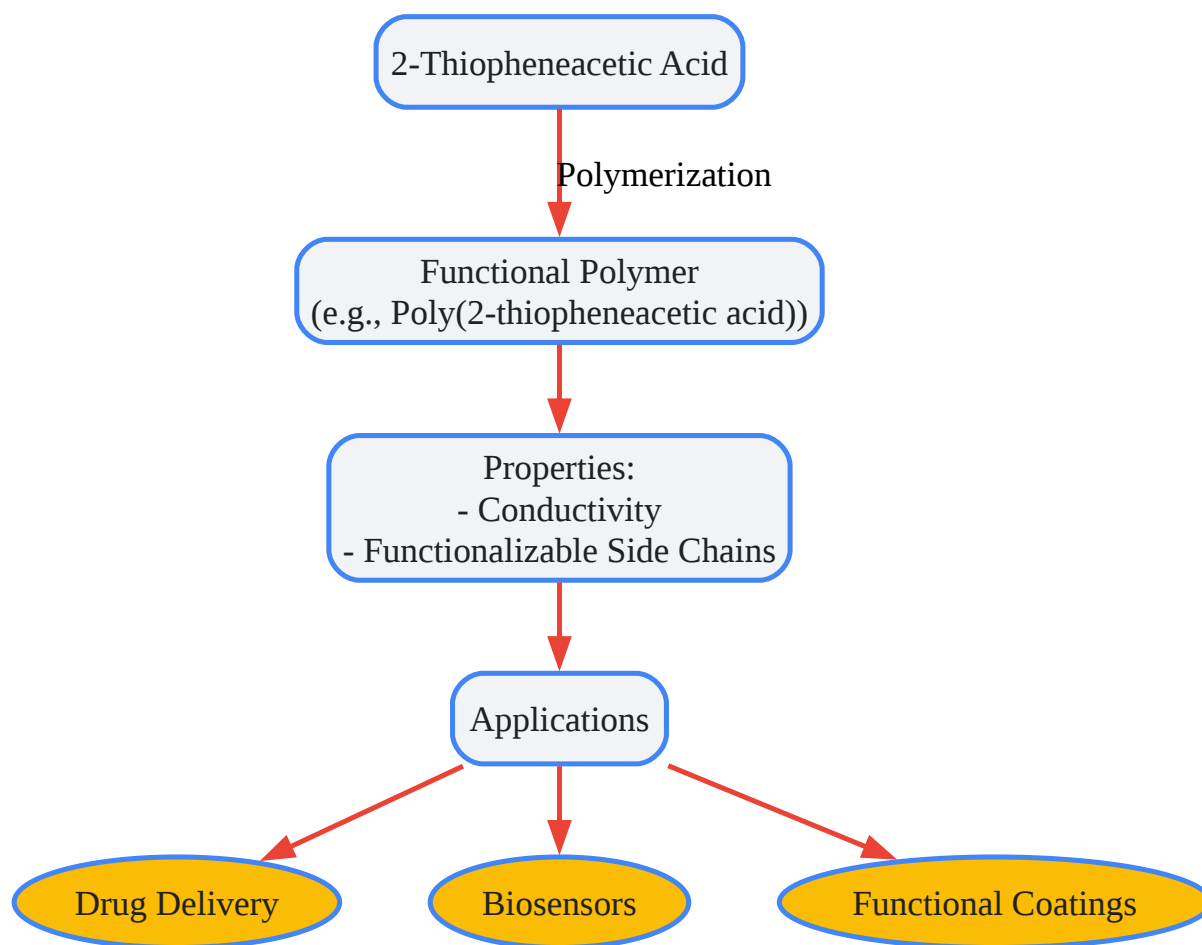 2-Thiopheneacetic Acid
Polymerization
Functional Polymer
(e.g., Poly(2-thiopheneacetic acid))
Properties:
- Conductivity
- Functionalizable Side Chains
Applications
Drug Delivery
Biosensors
Functional Coatings